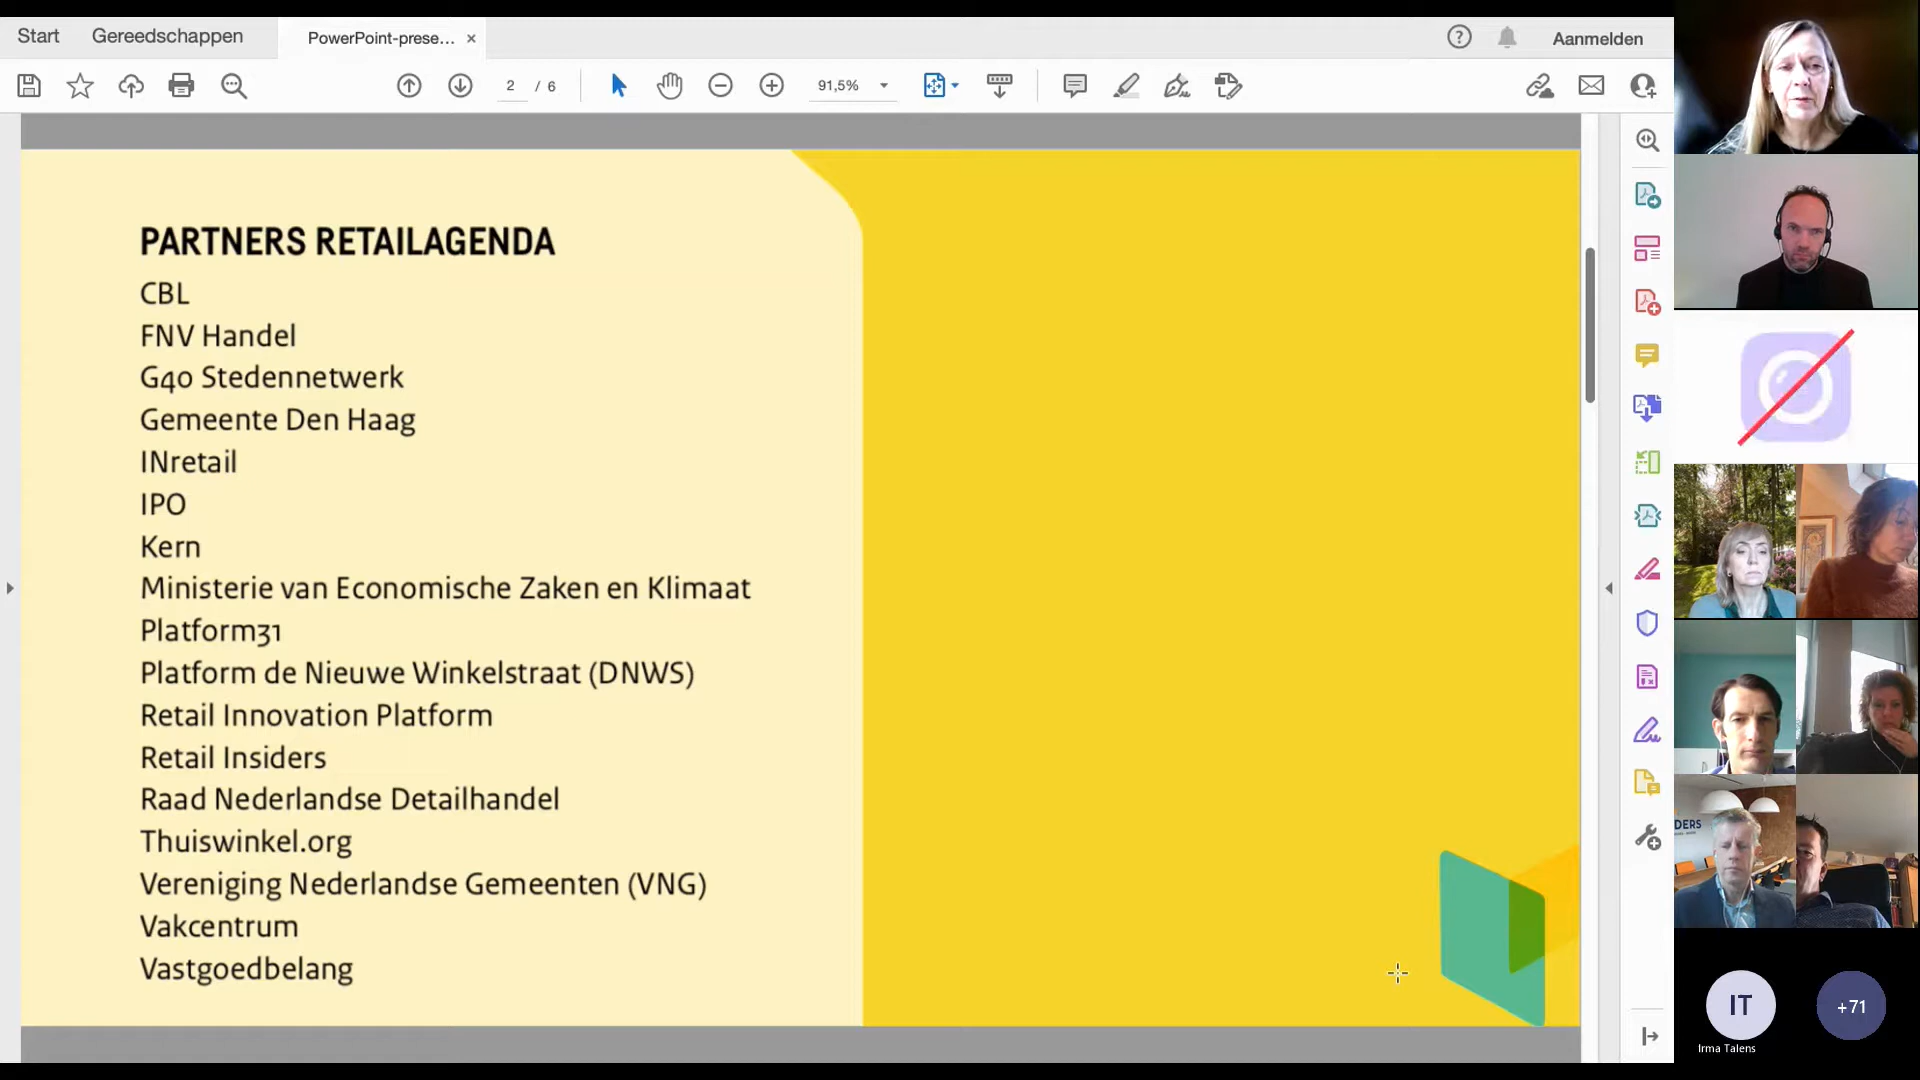 Start
Gereedschappen
PowerPoint-prese...
Aanmelden
2 / 6
91,5%
PARTNERS RETAILAGENDA
CBL
FNV Handel
G40 Stedennetwerk
Gemeente Den Haag
INretail
IPO
Kern
Ministerie van Economische Zaken en Klimaat
Platform31
Platform de Nieuwe Winkelstraat (DNWS)
Retail Innovation Platform
Retail Insiders
Raad Nederlandse Detailhandel
Thuiswinkel.org
Vereniging Nederlandse Gemeenten (VNG)
Vakcentrum
Vastgoedbelang
DERS
IT
+71
Irma Talens